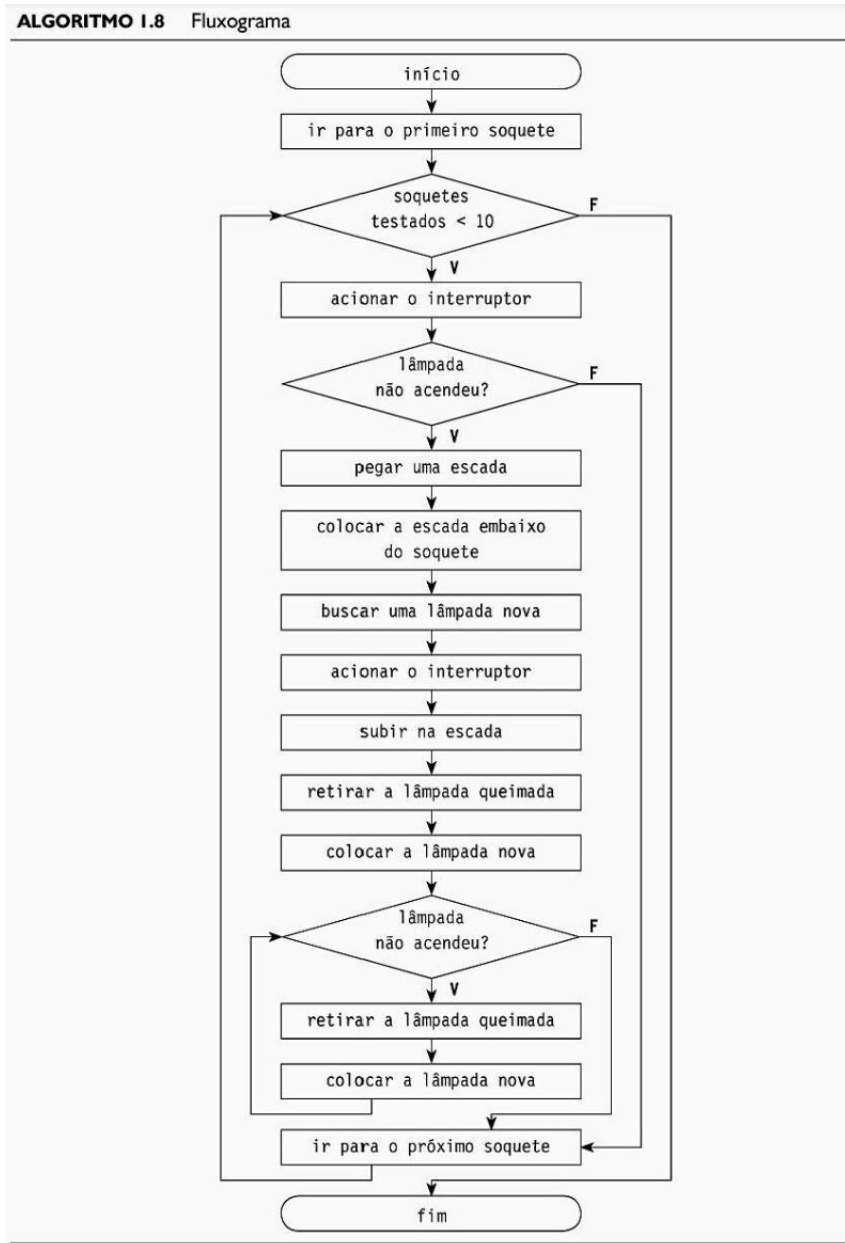 ALGORITMO 1.8 Fluxograma
início
ir para o primeiro soquete
soquetes
testados < 10
F
V
acionar o interruptor
lâmpada
não acendeu?
F
V
pegar uma escada
colocar a escada embaixo
do soquete
buscar uma lâmpada nova
acionar o interruptor
subir na escada
retirar a lâmpada queimada
colocar a lâmpada nova
lâmpada
não acendeu?
F
V
retirar a lâmpada queimada
colocar a lâmpada nova
ir para o próximo soquete
fim